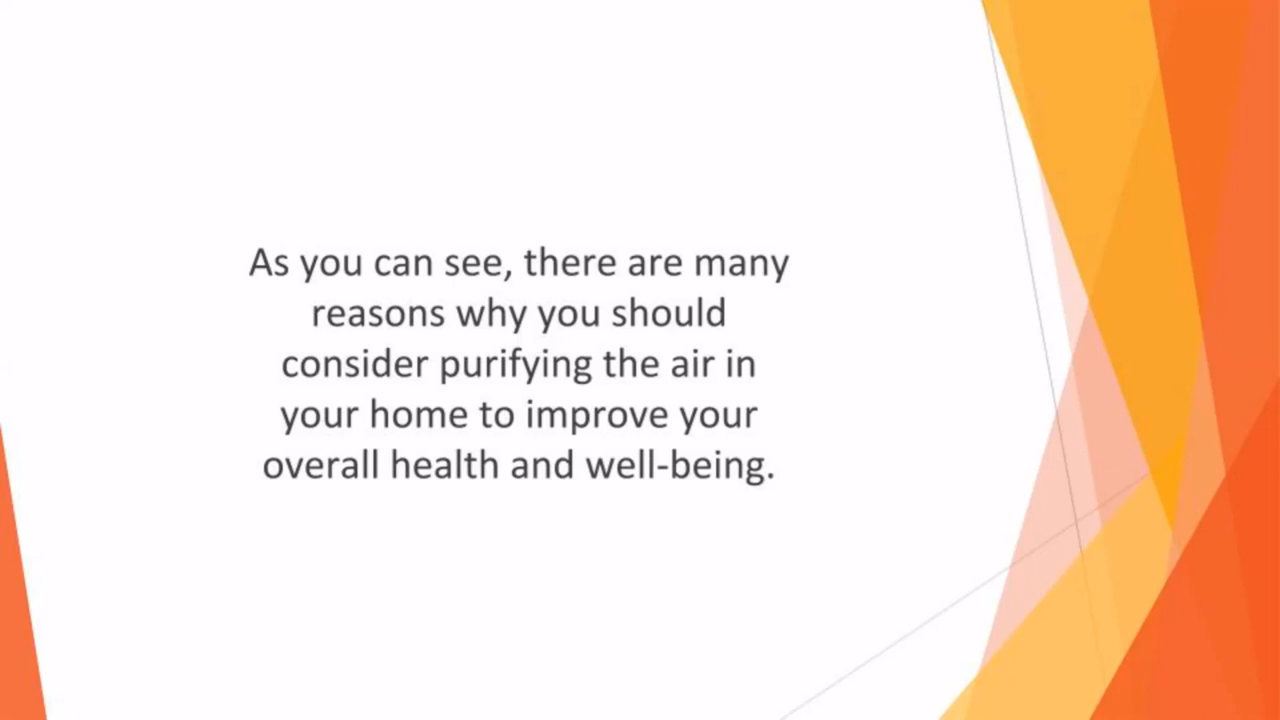 As you can see, there are many
reasons why you should
consider purifying the air in
your home to improve your
overall health and well-being.